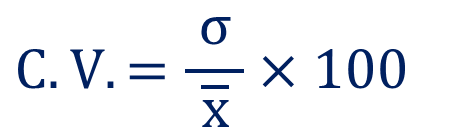 C. V. = σ / x̄ × 100